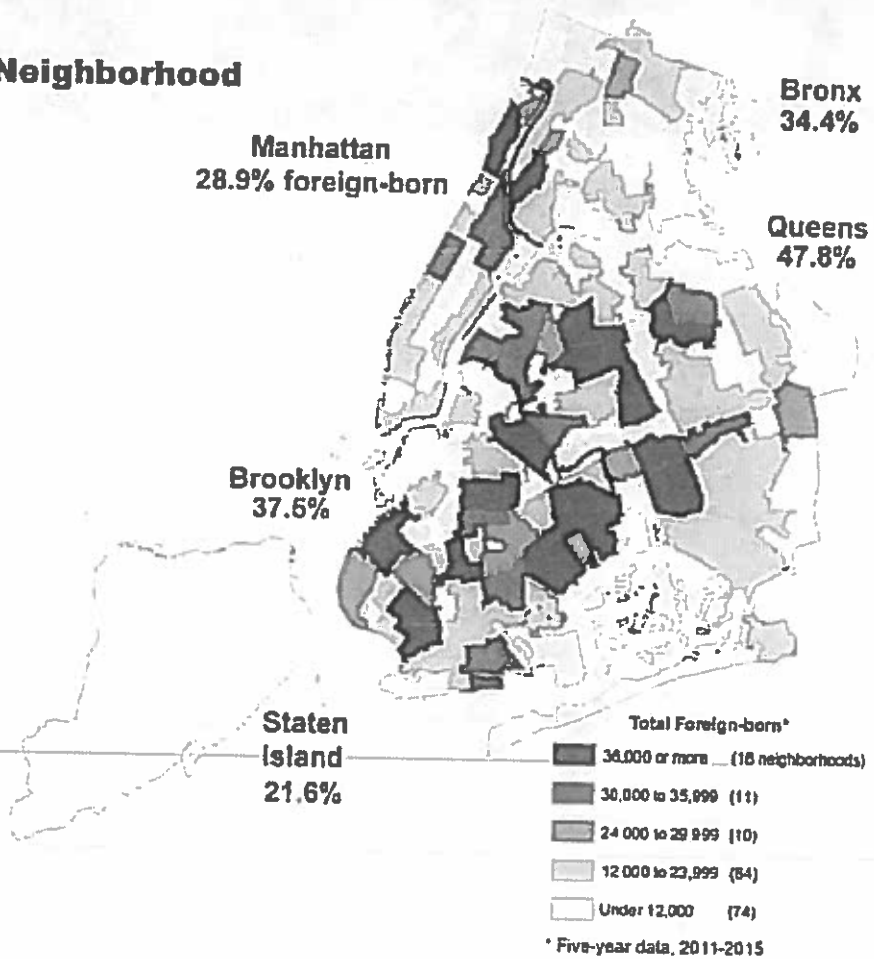 Neighborhood
Bronx
34.4%
Manhattan
28.9% foreign-born
Queens
47.8%
Brooklyn
37.5%
Staten
Island
21.6%
Total Foreign-born*
36,000 or more (18 neighborhoods)
30,000 to 35,999 (11)
24 000 to 29 999 (10)
12 000 to 23,999 (64)
Under 12,000 (74)
* Five-year data, 2011-2015